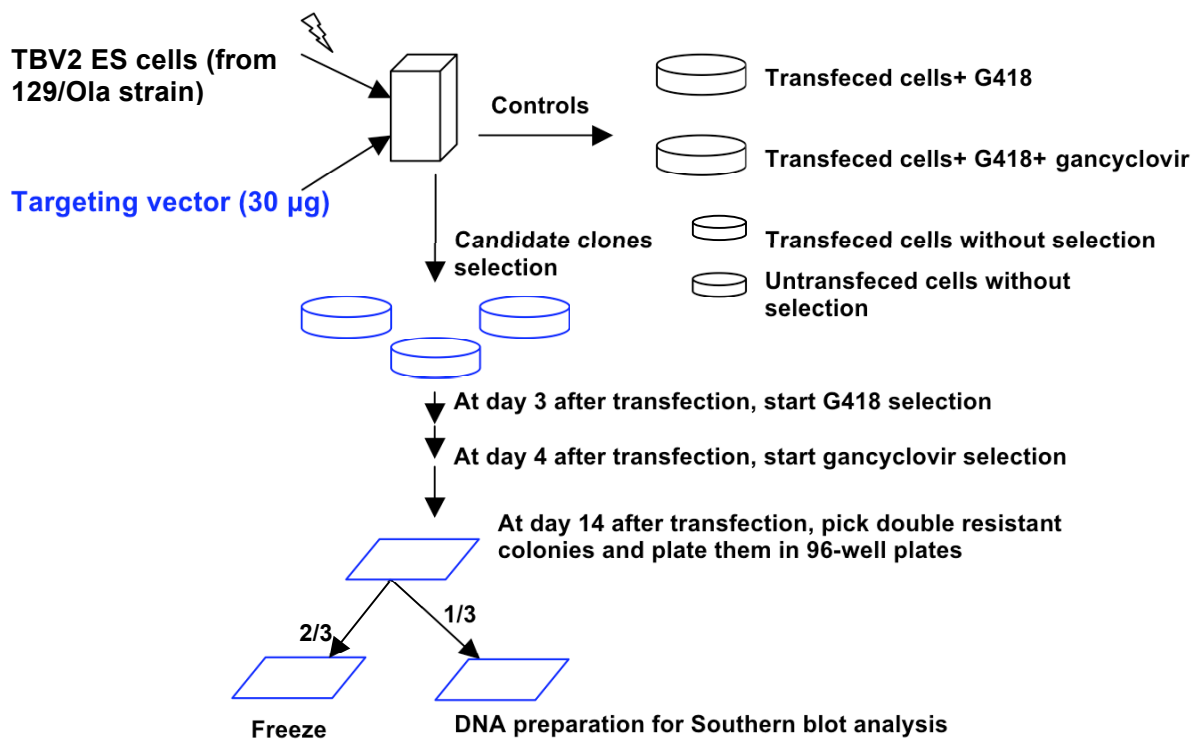 TBV2 ES cells (from
129/Ola strain)
Targeting vector (30 µg)
Controls
Transfeced cells+ G418
Transfeced cells+ G418+ gancyclovir
Transfeced cells without selection
Untransfeced cells without
selection
Candidate clones
selection
At day 3 after transfection, start G418 selection
At day 4 after transfection, start gancyclovir selection
At day 14 after transfection, pick double resistant
colonies and plate them in 96-well plates
2/3
1/3
Freeze
DNA preparation for Southern blot analysis